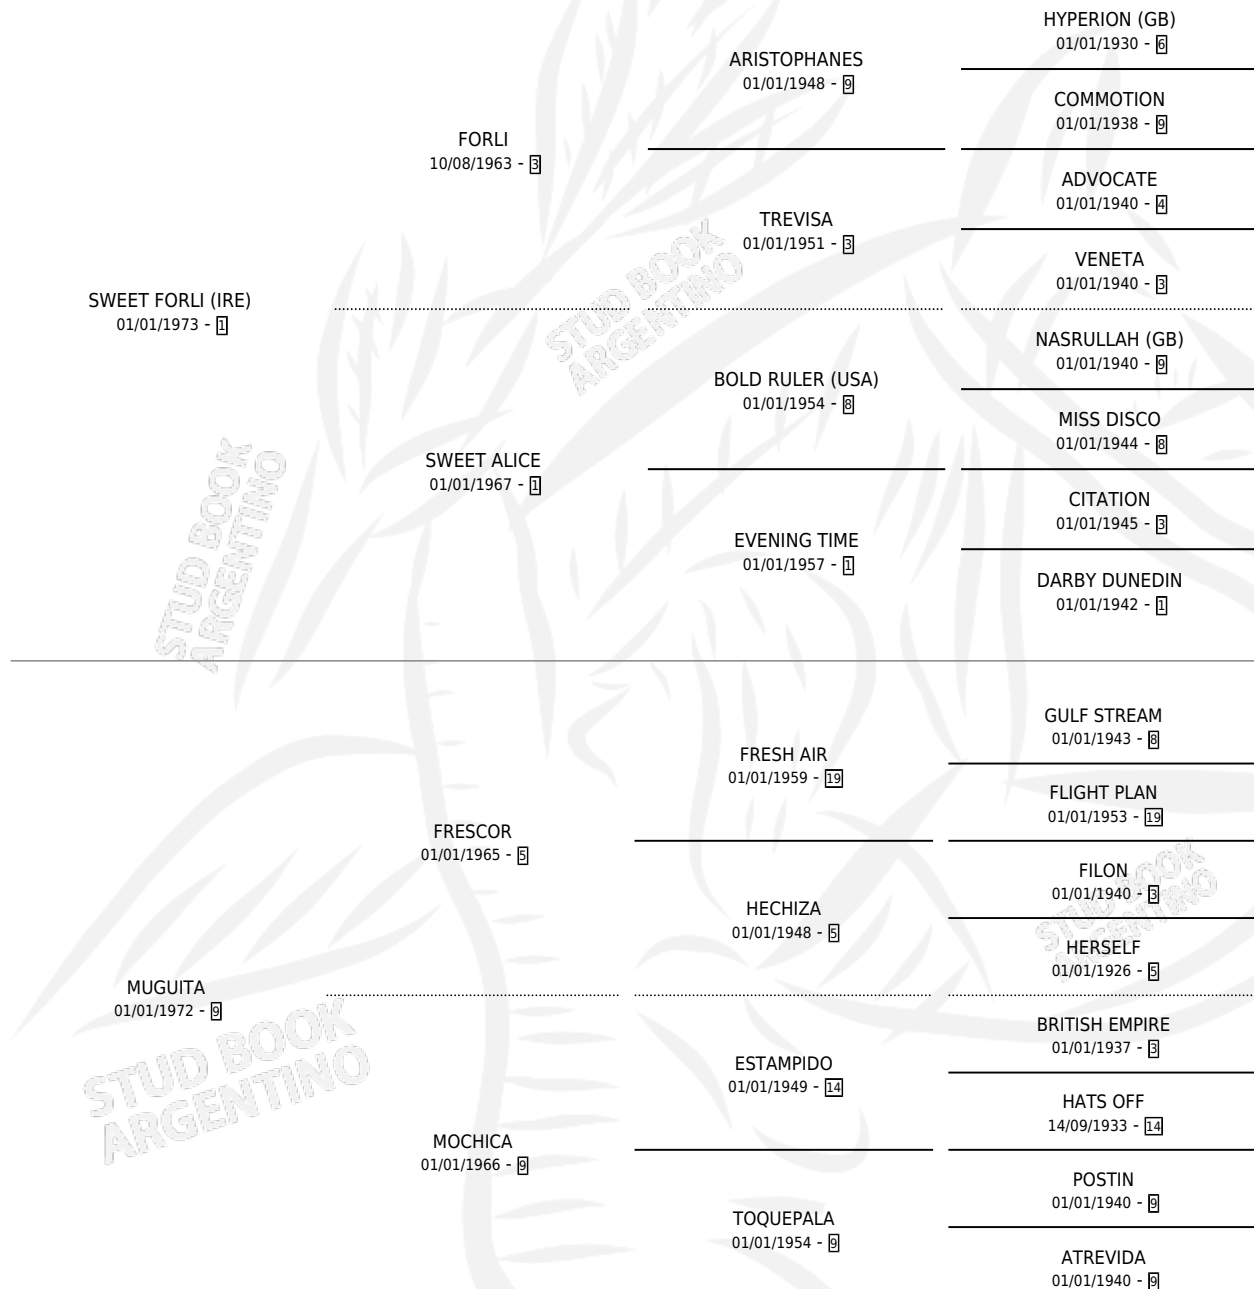 HYPERION (GB)
01/01/1930 - 6
ARISTOPHANES
01/01/1948 - 9
COMMOTION
01/01/1938 - 9
FORLI
10/08/1963 - 3
ADVOCATE
01/01/1940 - 4
TREVISA
01/01/1951 - 3
VENETA
01/01/1940 - 3
SWEET FORLI (IRE)
01/01/1973 - 1
NASRULLAH (GB)
01/01/1940 - 9
BOLD RULER (USA)
01/01/1954 - 8
MISS DISCO
01/01/1944 - 8
SWEET ALICE
01/01/1967 - 1
CITATION
01/01/1945 - 3
EVENING TIME
01/01/1957 - 1
DARBY DUNEDIN
01/01/1942 - 1
GULF STREAM
01/01/1943 - 8
FRESH AIR
01/01/1959 - 19
FLIGHT PLAN
01/01/1953 - 19
FRESCOR
01/01/1965 - 5
FILON
01/01/1940 - 3
HECHIZA
01/01/1948 - 5
HERSELF
01/01/1926 - 5
MUGUITA
01/01/1972 - 9
BRITISH EMPIRE
01/01/1937 - 3
ESTAMPIDO
01/01/1949 - 14
HATS OFF
14/09/1933 - 14
MOCHICA
01/01/1966 - 9
POSTIN
01/01/1940 - 9
TOQUEPALA
01/01/1954 - 9
ATREVIDA
01/01/1940 - 9
STUD BOOK
ARGENTINO
STUD BOOK
ARGENTINO
STUD BOOK
ARGENTINO
STUD BOOK
ARGENTINO